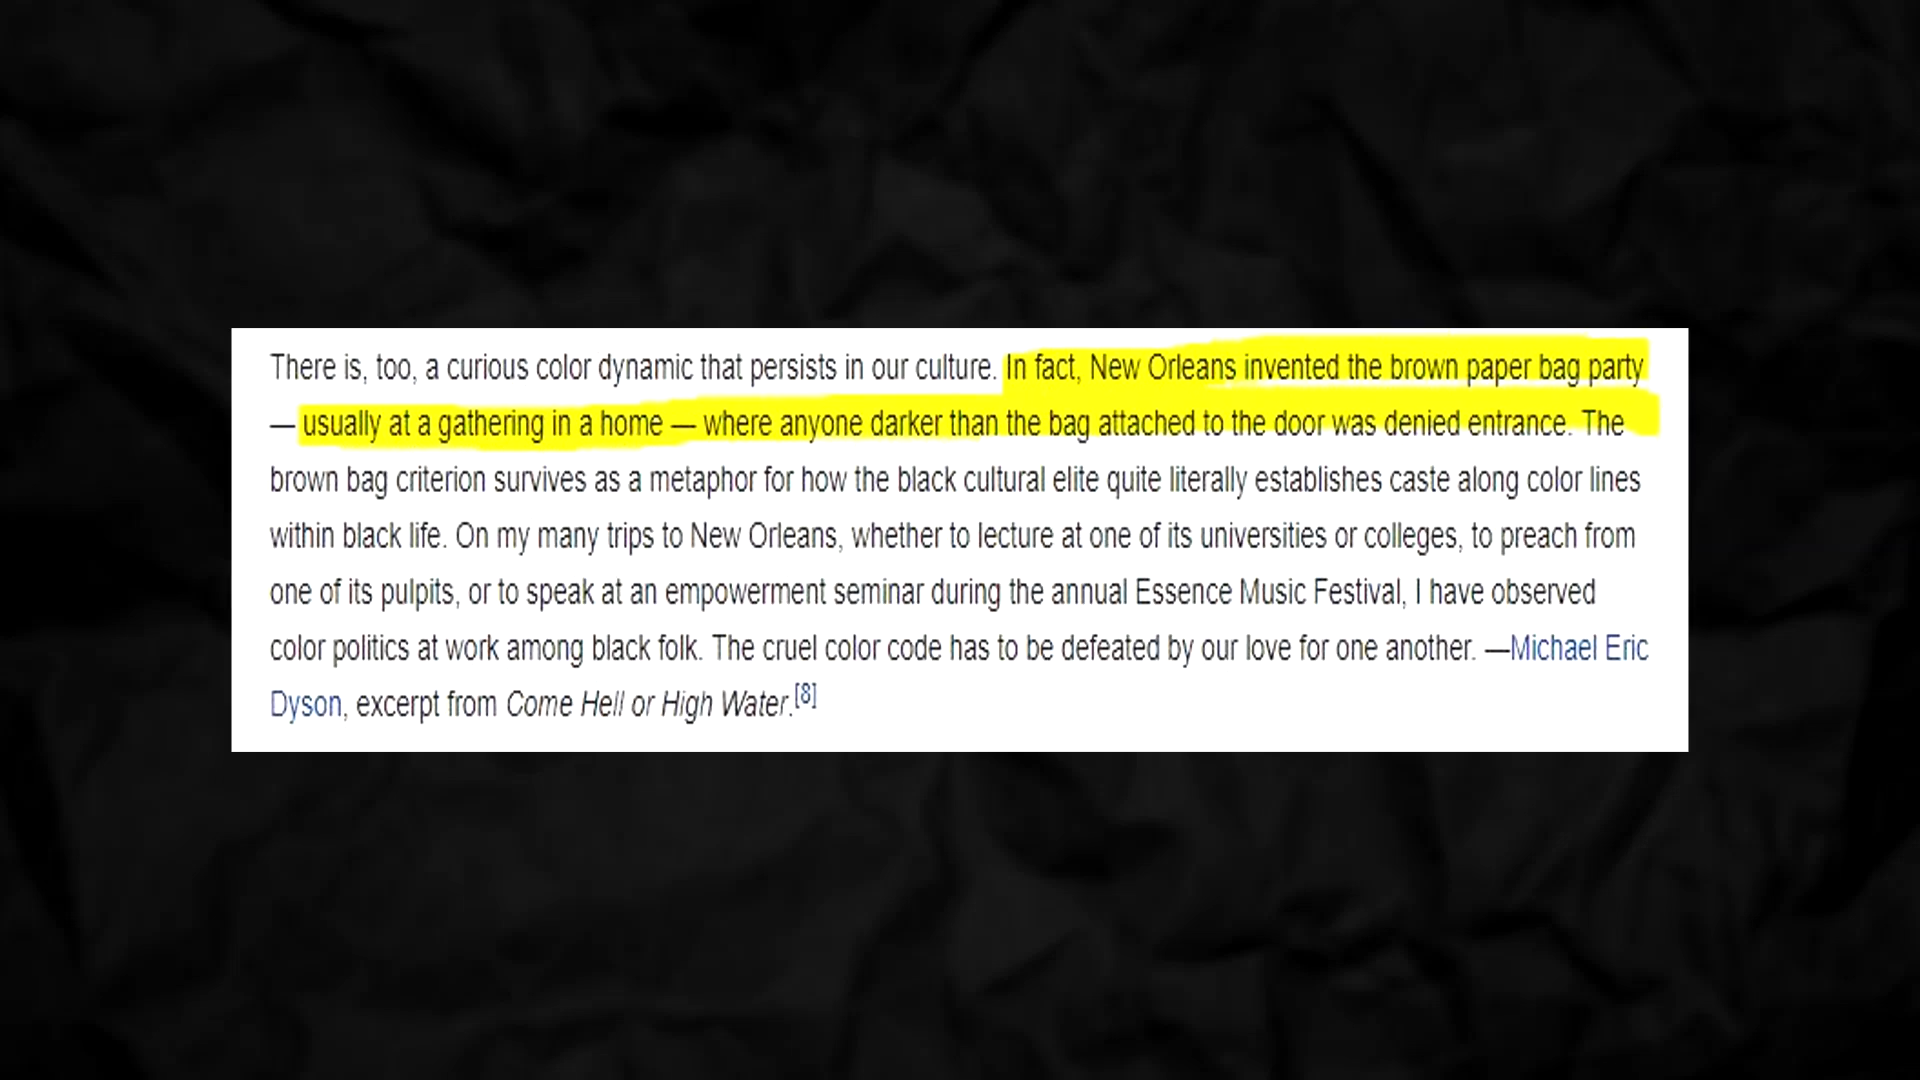 There is, too, a curious color dynamic that persists in our culture. In fact, New Orleans invented the brown paper bag party
— usually at a gathering in a home — where anyone darker than the bag attached to the door was denied entrance. The
brown bag criterion survives as a metaphor for how the black cultural elite quite literally establishes caste along color lines
within black life. On my many trips to New Orleans, whether to lecture at one of its universities or colleges, to preach from
one of its pulpits, or to speak at an empowerment seminar during the annual Essence Music Festival, I have observed
color politics at work among black folk. The cruel color code has to be defeated by our love for one another. —Michael Eric
Dyson, excerpt from Come Hell or High Water.[8]